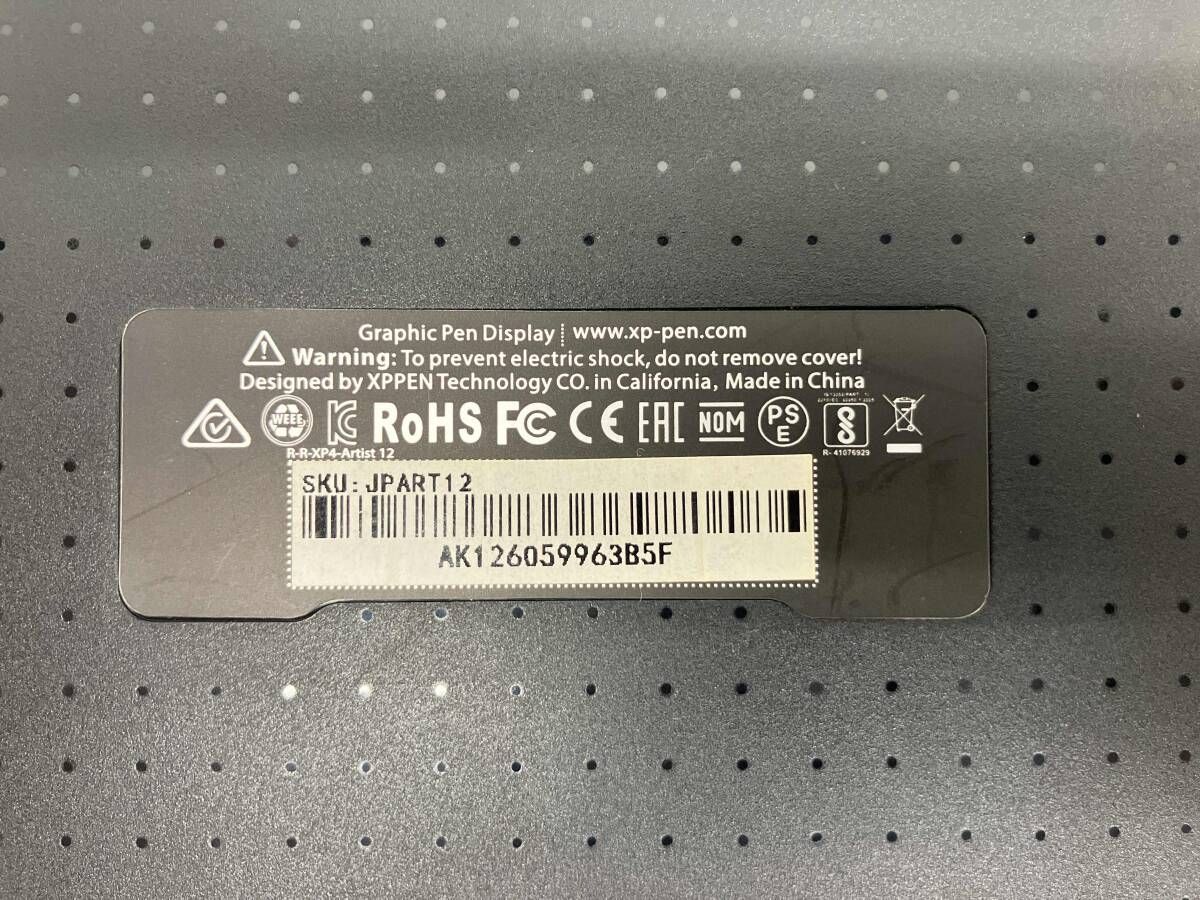 Graphic Pen Display www.xp-pen.com
Warning: To prevent electric shock, do not remove cover!
Designed by XPPEN Technology CO. in California, Made in China
WEEE RoHS FC CE EAC NOM PSE
R-R-XP4-Artist 12
R- 41076929
SKU: JPART12
AK126059963B5F